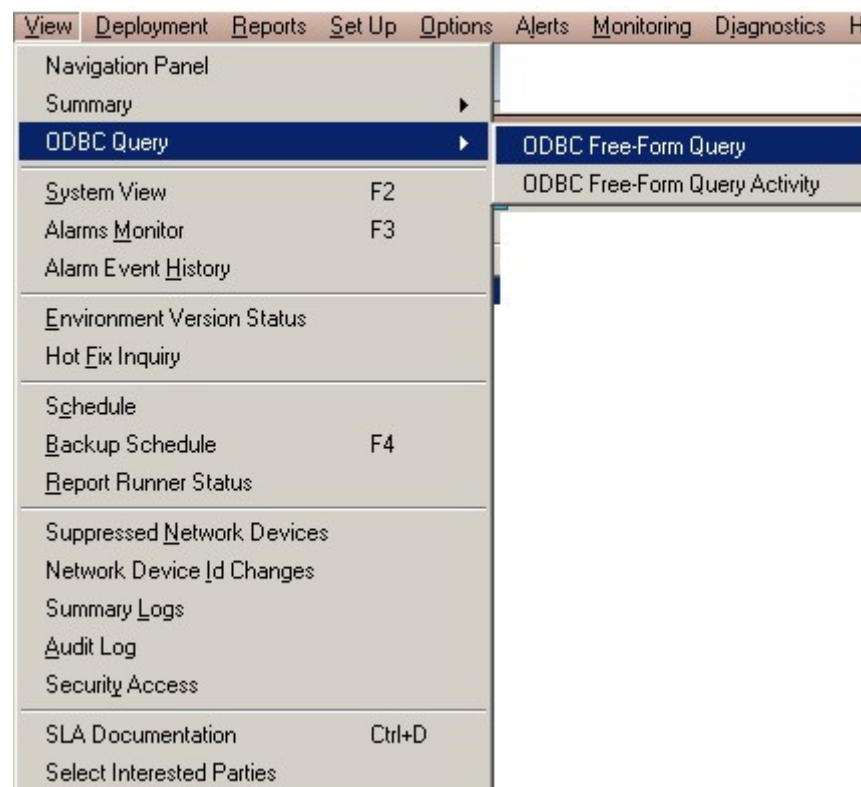 View Deployment Reports Set Up Options Alerts Monitoring Diagnostics H
Navigation Panel
Summary
ODBC Query
ODBC Free-Form Query
ODBC Free-Form Query Activity
System View F2
Alarms Monitor F3
Alarm Event History
Environment Version Status
Hot Fix Inquiry
Schedule
Backup Schedule F4
Report Runner Status
Suppressed Network Devices
Network Device Id Changes
Summary Logs
Audit Log
Security Access
SLA Documentation Ctrl+D
Select Interested Parties